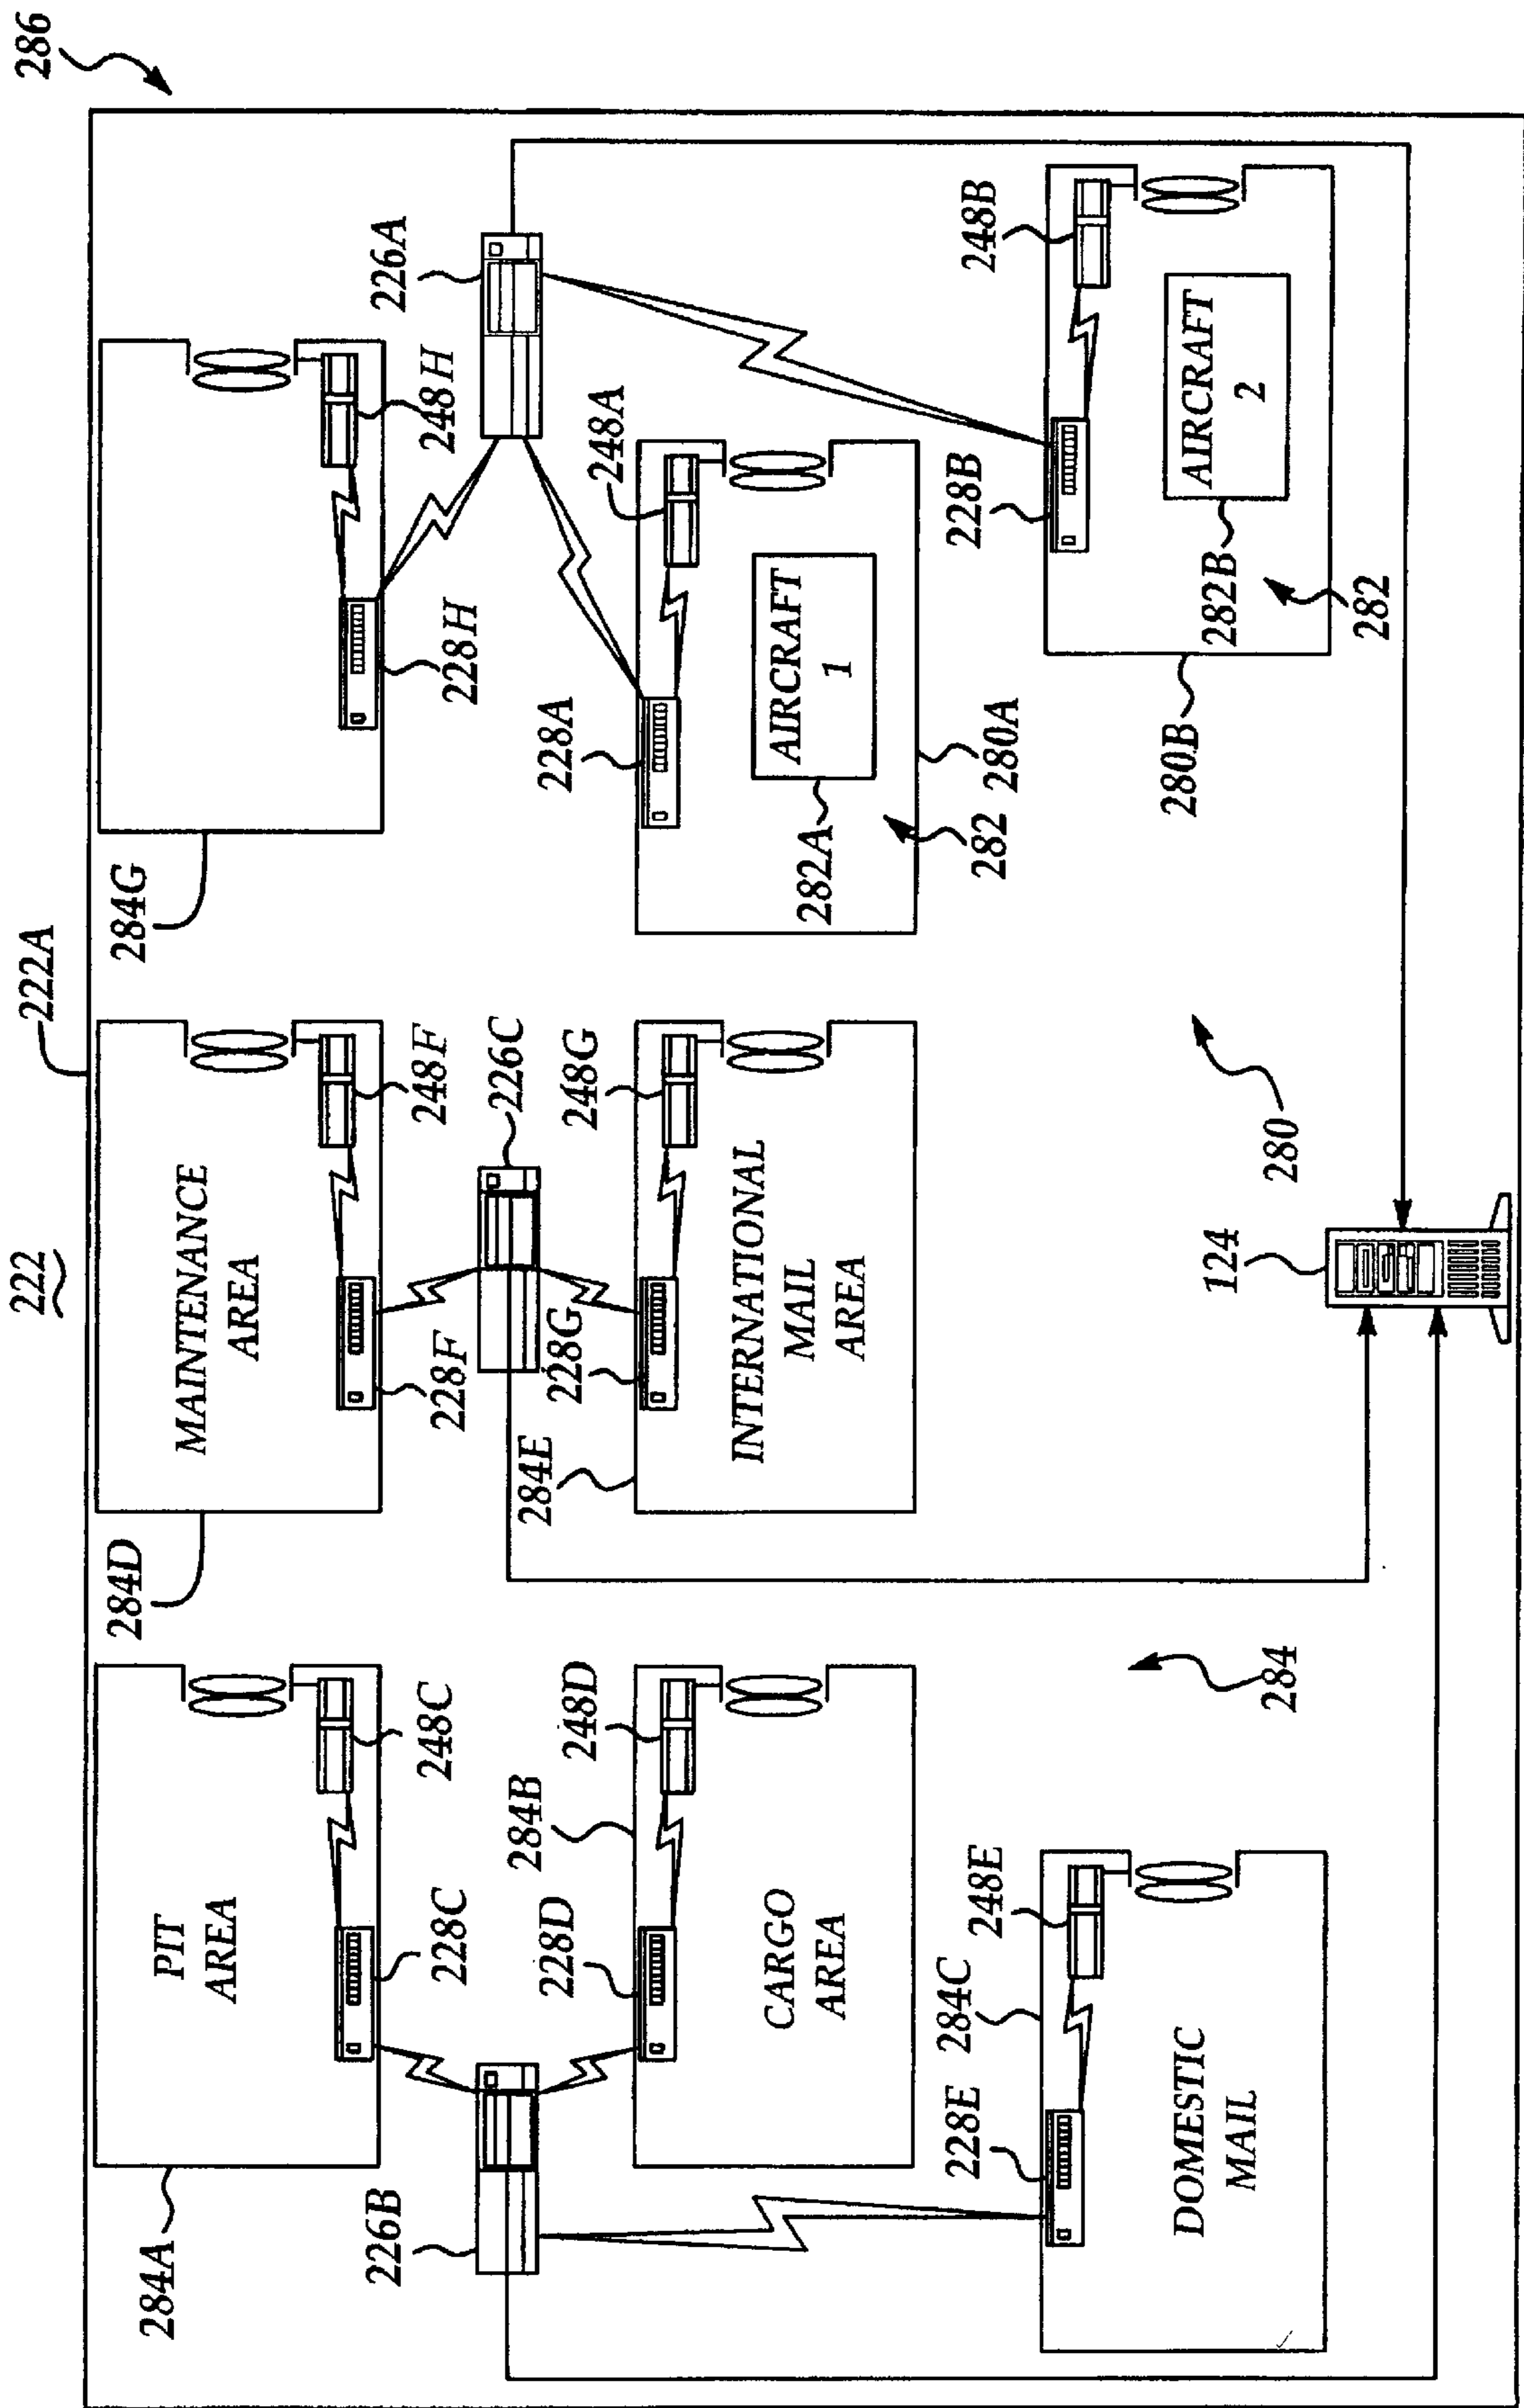 222
222A
286
284A
PIT
AREA
228C
248C
284D
MAINTENANCE
AREA
228F
248F
284G
228H
248H
226B
226C
226A
284B
228D
248D
CARGO
AREA
284E
228G
248G
INTERNATIONAL
MAIL
AREA
228A
248A
AIRCRAFT
1
282A
282
280A
284C
228E
248E
DOMESTIC
MAIL
284
124
280
228B
248B
AIRCRAFT
2
282B
282
280B